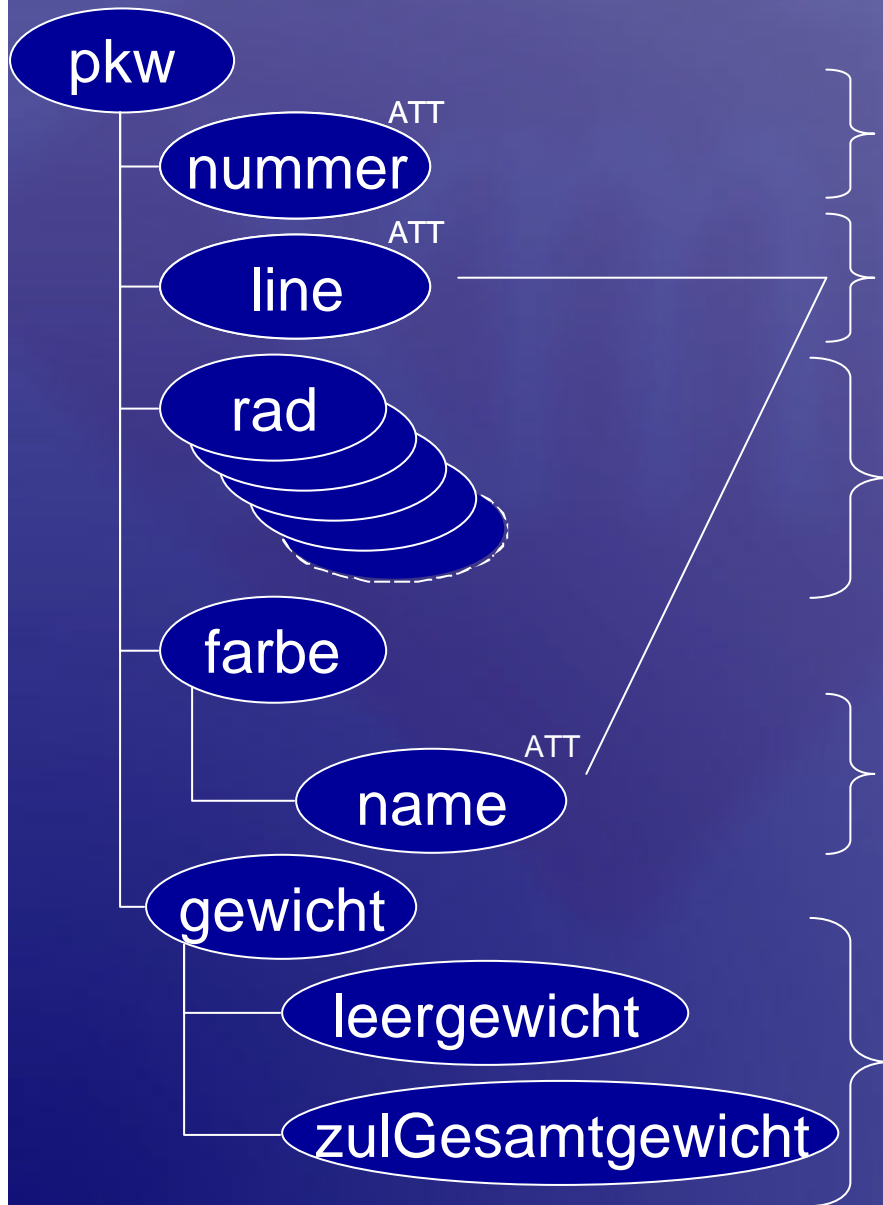 pkw
ATT
nummer
ATT
line
rad
farbe
ATT
name
gewicht
leergewicht
zulGesamtgewicht